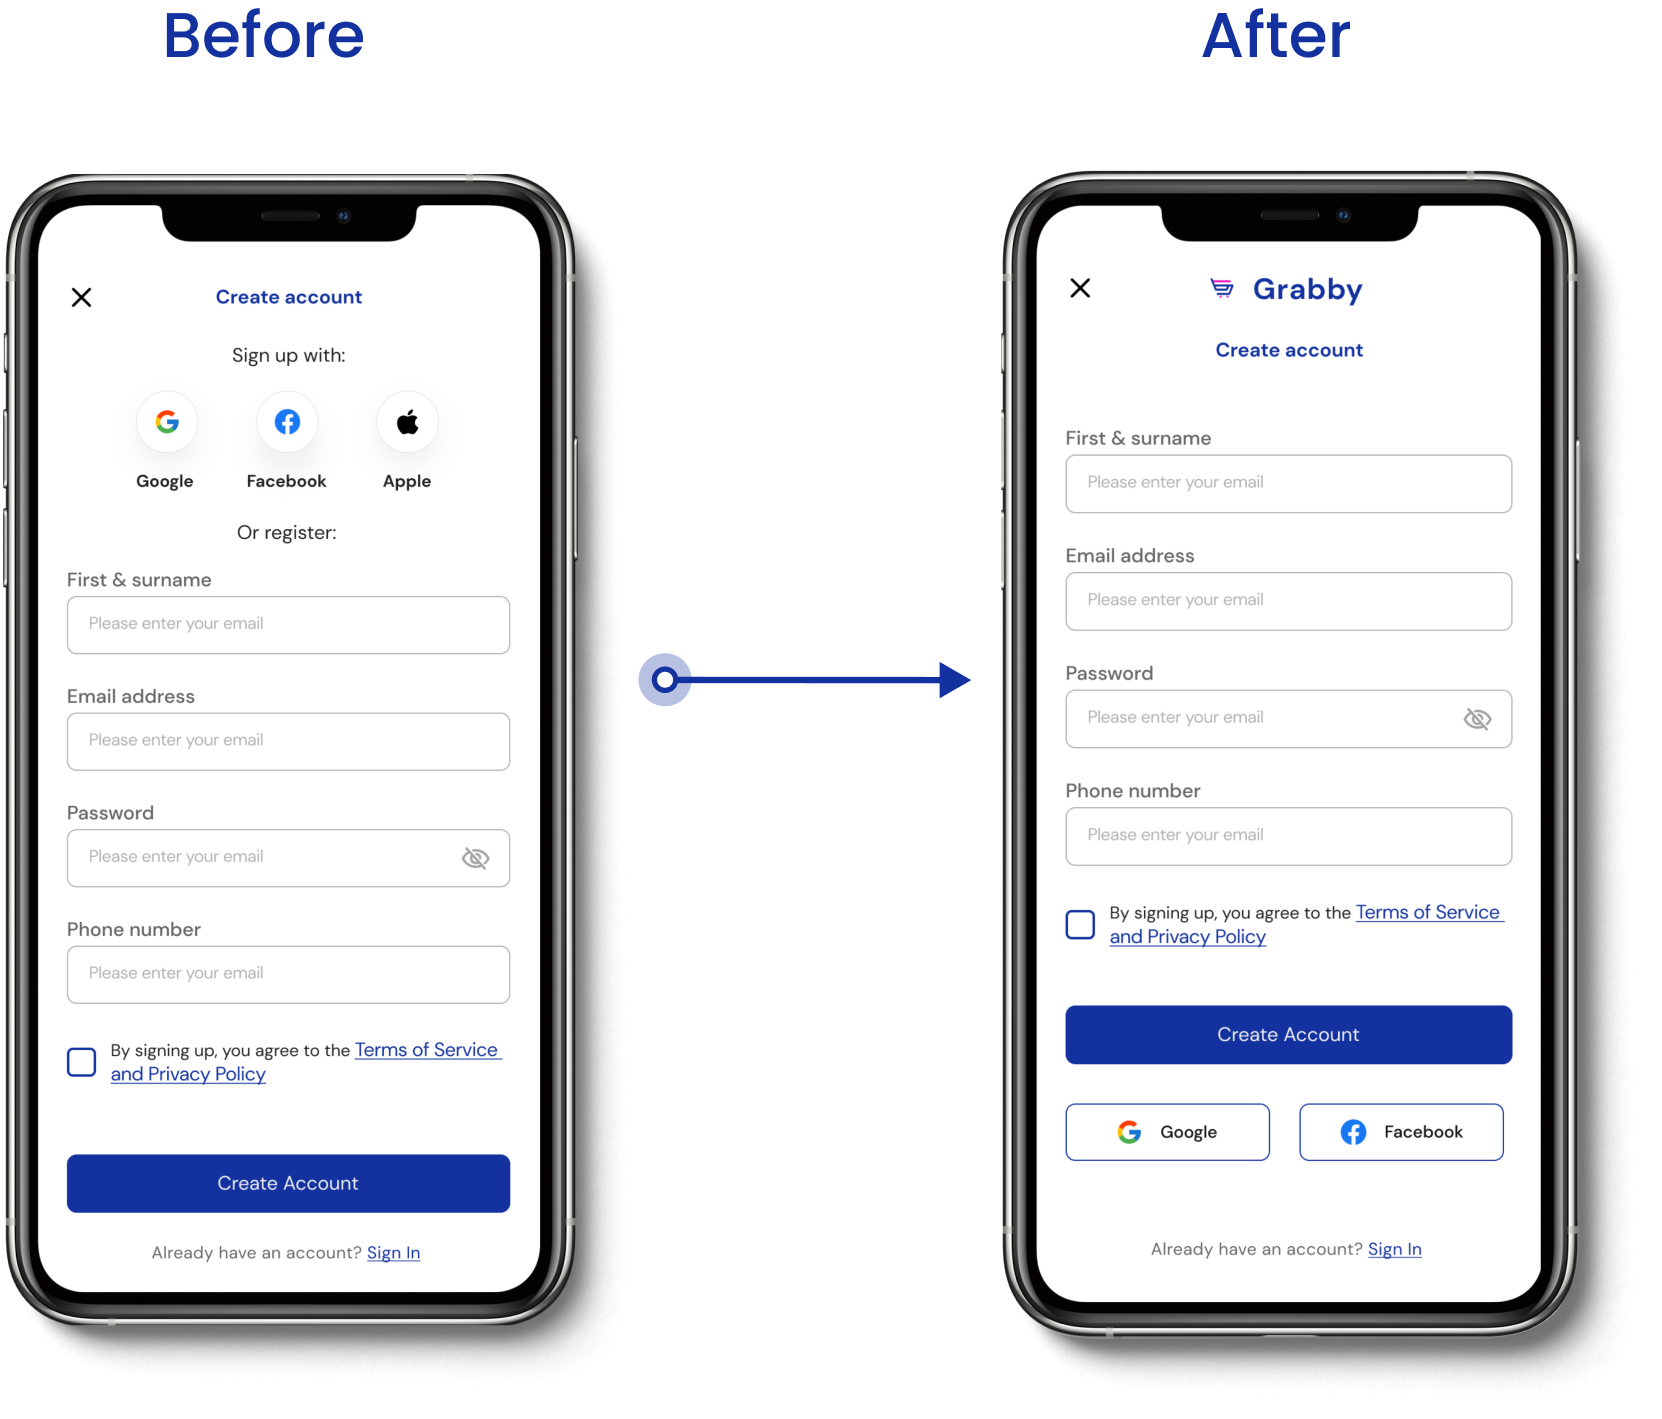 Before
After
Create account
Sign up with:
Google
Facebook
Apple
Or register:
First & surname
Please enter your email
Email address
Please enter your email
Password
Please enter your email
Phone number
Please enter your email
By signing up, you agree to the Terms of Service
and Privacy Policy
Create Account
Already have an account? Sign In
Grabby
Create account
First & surname
Please enter your email
Email address
Please enter your email
Password
Please enter your email
Phone number
Please enter your email
By signing up, you agree to the Terms of Service
and Privacy Policy
Create Account
Google
Facebook
Already have an account? Sign In